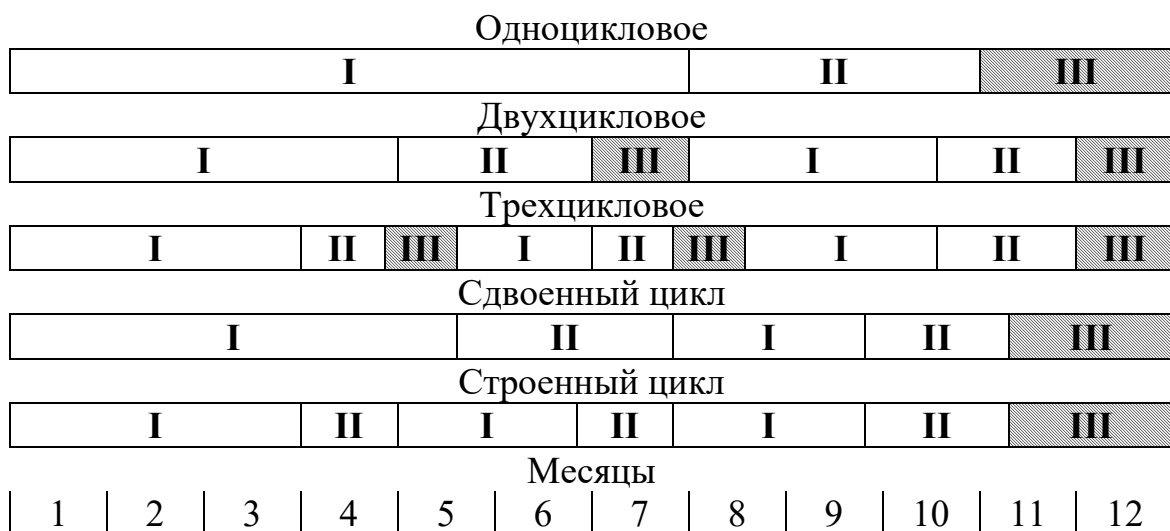 Одноцикловое
I II III
Двухцикловое
I II III I II III
Трехцикловое
I II III I II III I II III
Сдвоенный цикл
I II I II III
Строенный цикл
I II I II I II III
Месяцы
1 2 3 4 5 6 7 8 9 10 11 12